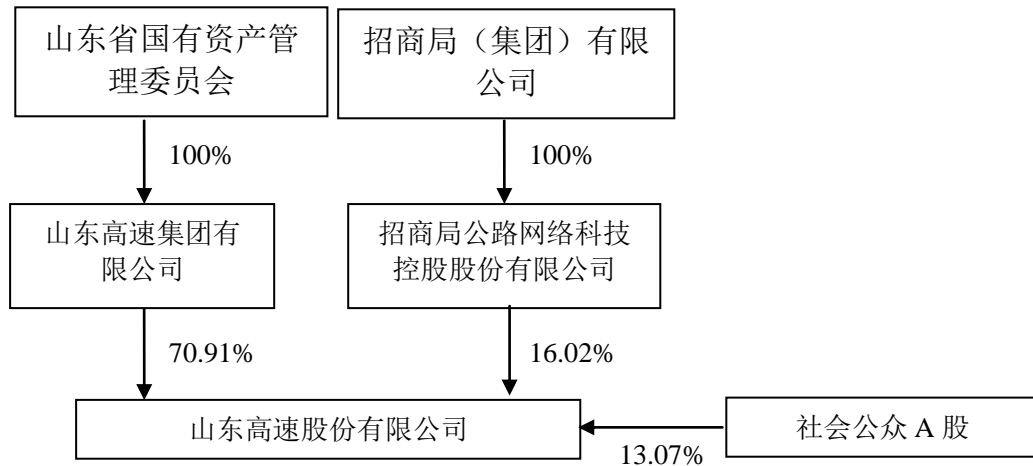 山东省国有资产管
理委员会
招商局（集团）有限
公司
100%
100%
山东高速集团有
限公司
招商局公路网络科技
控股股份有限公司
70.91%
16.02%
山东高速股份有限公司
社会公众 A 股
13.07%